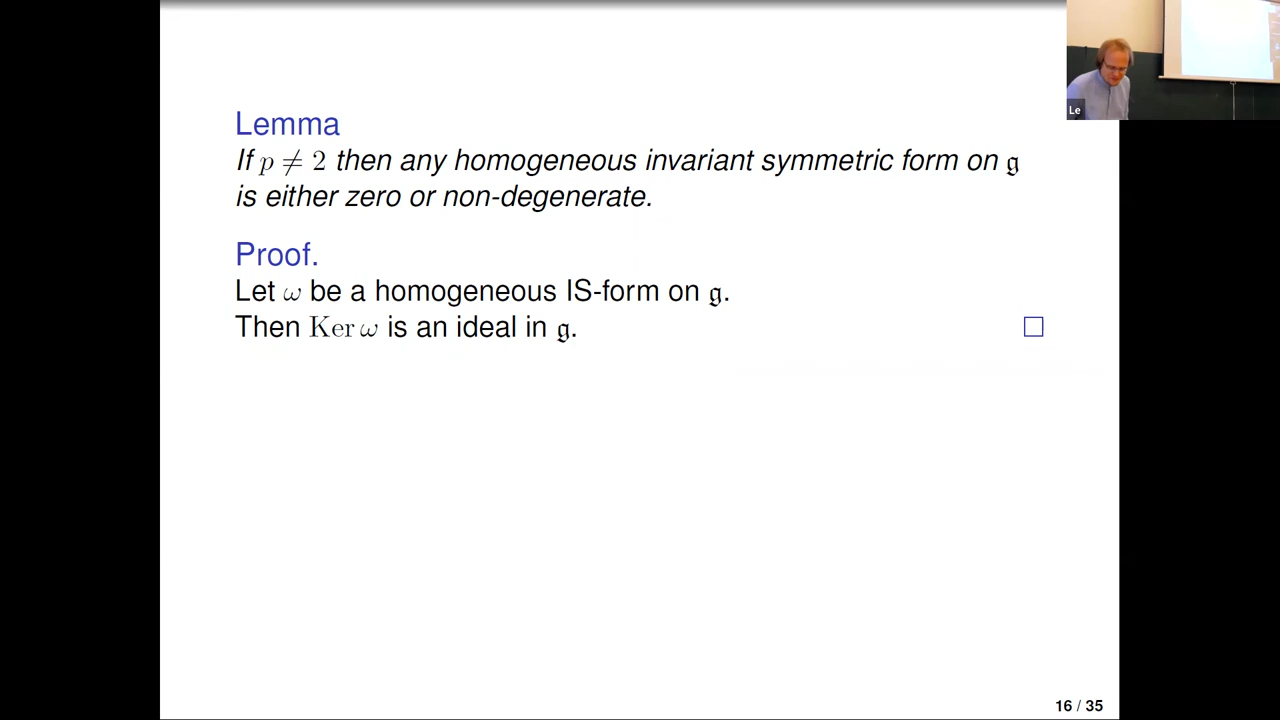 Lemma
If p ≠ 2 then any homogeneous invariant symmetric form on 𝔤
is either zero or non-degenerate.
Proof.
Let ω be a homogeneous IS-form on 𝔤.
Then Ker ω is an ideal in 𝔤.
Le
16 / 35